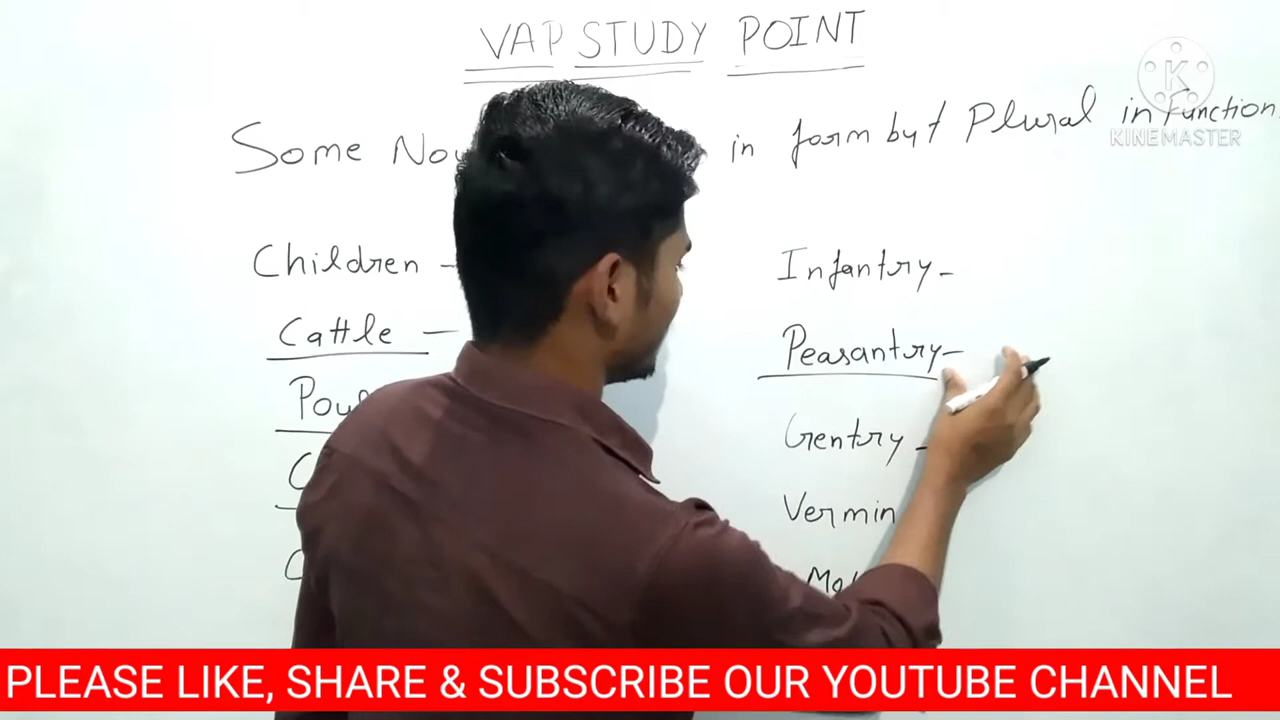 VAP STUDY POINT
Some in form but Plural in Function
KINEMASTER
Children -
Cattle -
Infantry -
Peasantry -
Gentry -
Vermin
PLEASE LIKE, SHARE & SUBSCRIBE OUR YOUTUBE CHANNEL